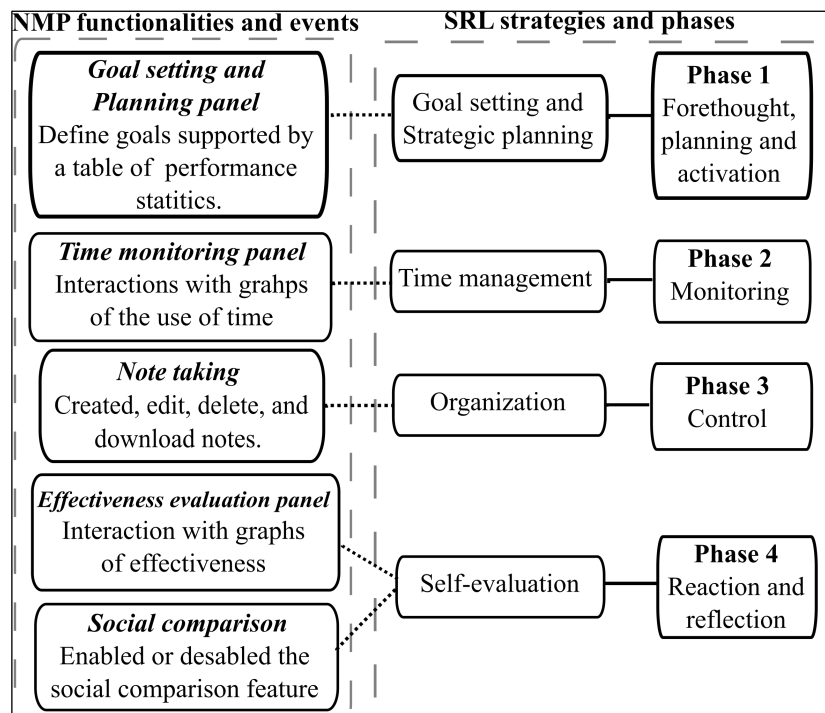 NMP functionalities and events
SRL strategies and phases
Goal setting and
Planning panel
Define goals supported by
a table of performance
statitics.
Goal setting and
Strategic planning
Phase 1
Forethought,
planning and
activation
Time monitoring panel
Interactions with grahps
of the use of time
Time management
Phase 2
Monitoring
Note taking
Created, edit, delete, and
download notes.
Organization
Phase 3
Control
Effectiveness evaluation panel
Interaction with graphs
of effectiveness
Social comparison
Enabled or desabled the
social comparison feature
Self-evaluation
Phase 4
Reaction and
reflection